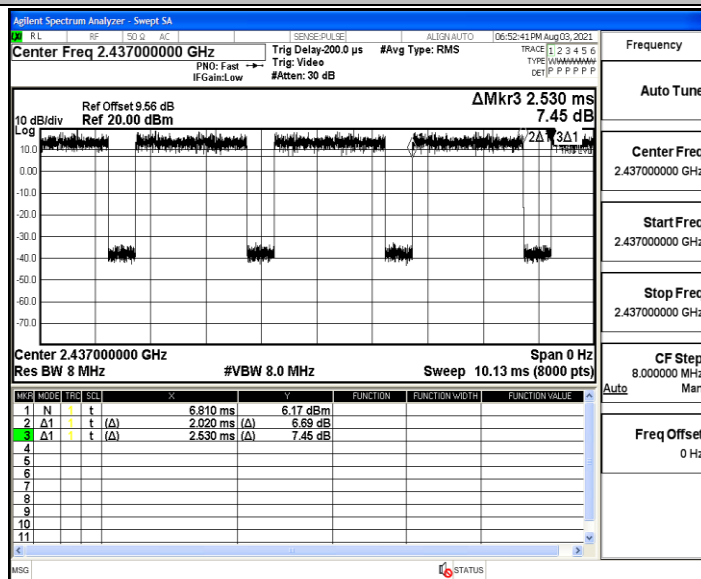 Agilent Spectrum Analyzer - Swept SA
RL RF 50 Ω AC SENSE:PULSE ALIGN AUTO 06:52:41 PM Aug 03, 2021
Center Freq 2.437000000 GHz
PNO: Fast
IFGain:Low
Trig Delay-200.0 µs
Trig: Video
#Atten: 30 dB
#Avg Type: RMS
TRACE 1 2 3 4 5 6
TYPE
DET P P P P P P
Ref Offset 9.56 dB
10 dB/div Ref 20.00 dBm
ΔMkr3 2.530 ms
7.45 dB
Log
10.0
0.00
-10.0
-20.0
-30.0
-40.0
-50.0
-60.0
-70.0
2Δ1 3Δ1
Center 2.437000000 GHz Span 0 Hz
Res BW 8 MHz #VBW 8.0 MHz Sweep 10.13 ms (8000 pts)
MKR MODE TRC SCL X Y FUNCTION FUNCTION WIDTH FUNCTION VALUE
1 N 1 t 6.810 ms 6.17 dBm
2 Δ1 1 t (Δ) 2.020 ms (Δ) 6.69 dB
3 Δ1 1 t (Δ) 2.530 ms (Δ) 7.45 dB
4
5
6
7
8
9
10
11
MSG STATUS
Frequency
Auto Tune
Center Freq
2.437000000 GHz
Start Freq
2.437000000 GHz
Stop Freq
2.437000000 GHz
CF Step
8.000000 MHz
Auto Man
Freq Offset
0 Hz